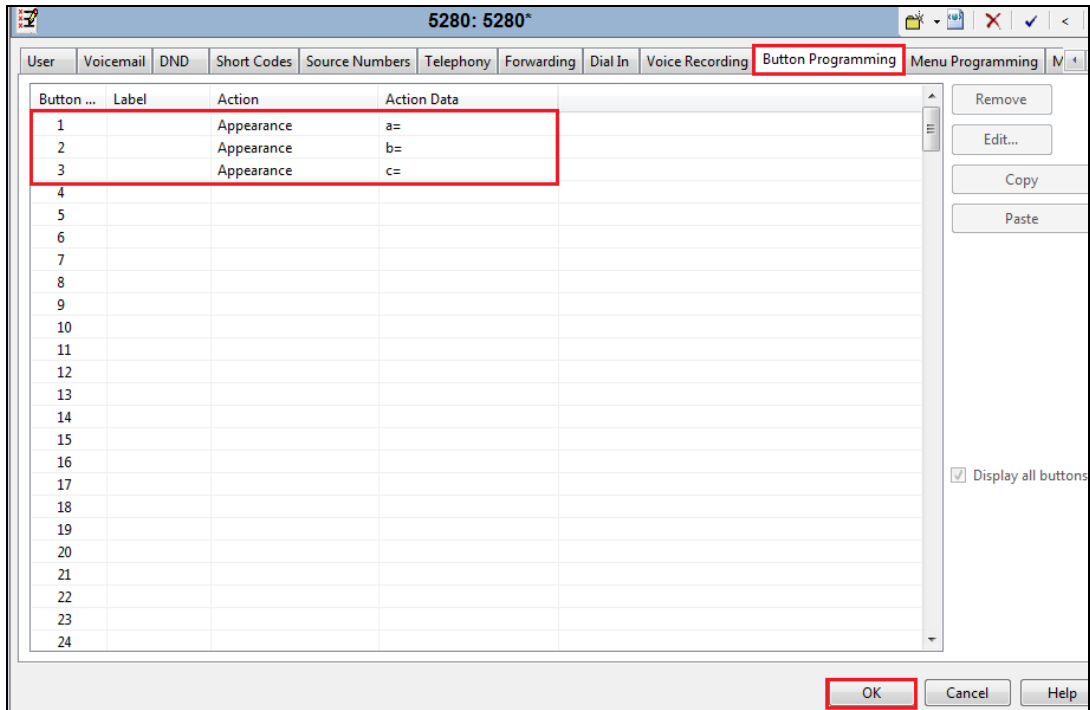 5280: 5280*
User Voicemail DND Short Codes Source Numbers Telephony Forwarding Dial In Voice Recording Button Programming Menu Programming M
Button ... Label Action Action Data
Remove
1 Appearance a=
Edit...
2 Appearance b=
3 Appearance c=
Copy
4
5
Paste
6
7
8
9
10
11
12
13
14
15
16
17
Display all buttons
18
19
20
21
22
23
24
OK Cancel Help